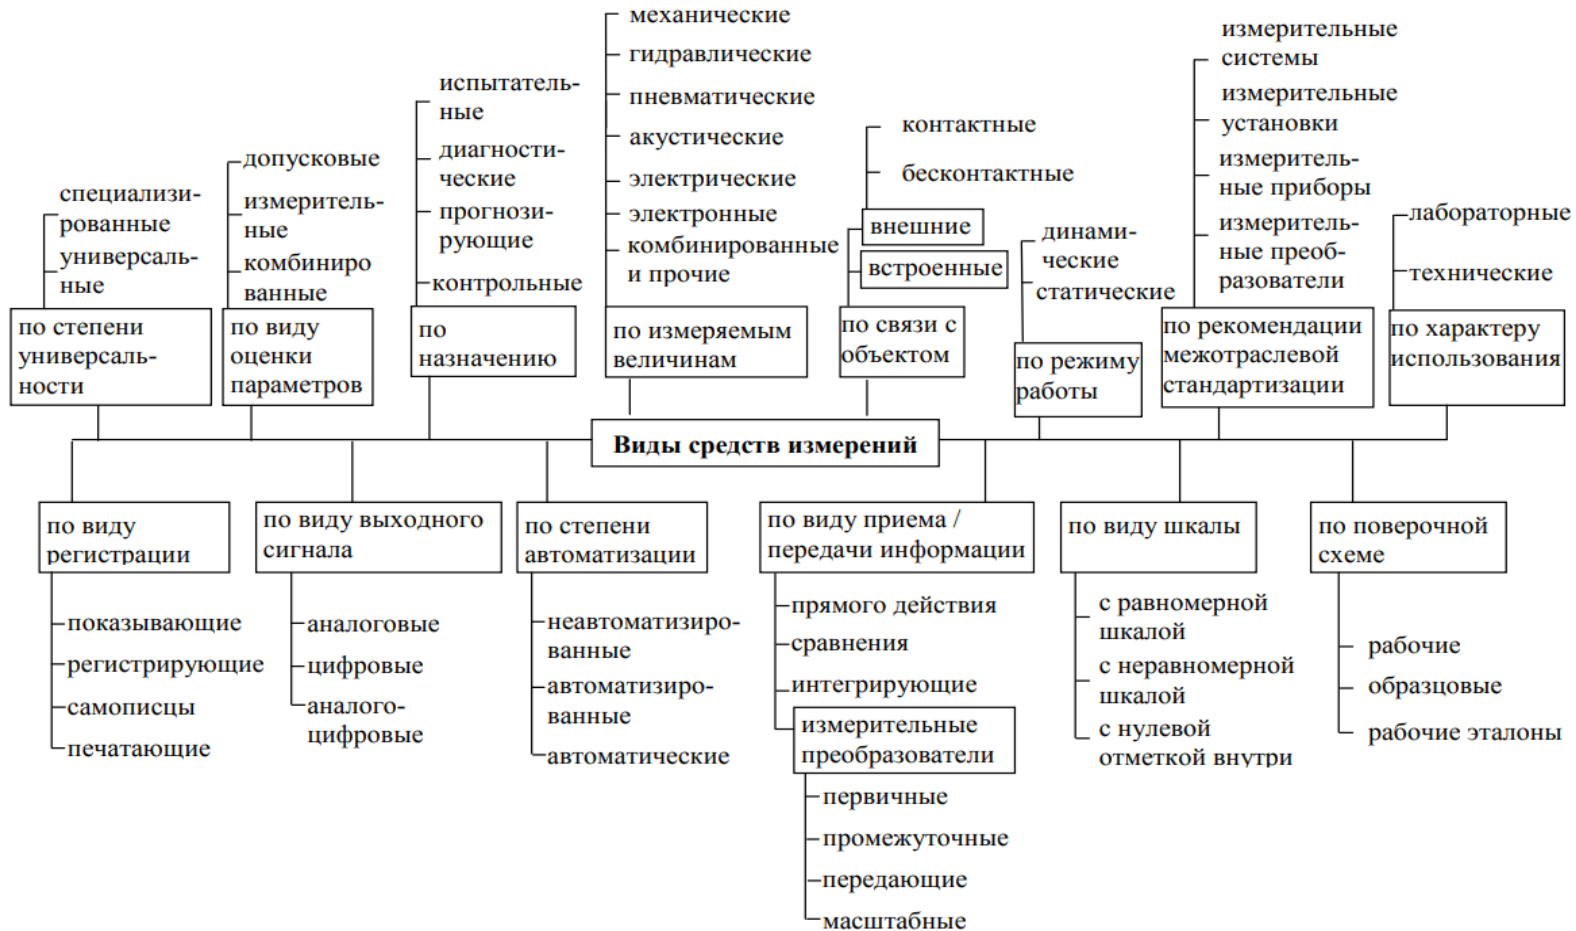 специализи-
рованные
универсаль-
ные
по степени
универсаль-
ности
допусковые
измеритель-
ные
комбиниро
ванные
по виду
оценки
параметров
испытатель-
ные
диагности-
ческие
прогнози-
рующие
контрольные
по
назначению
механические
гидравлические
пневматические
акустические
электрические
электронные
комбинированные
и прочие
по измеряемым
величинам
контактные
бесконтактные
внешние
встроенные
по связи с
объектом
динами-
ческие
статические
по режиму
работы
измерительные
системы
измерительные
установки
измеритель-
ные приборы
измеритель-
ные преоб-
разователи
по рекомендации
межотраслевой
стандартизации
лабораторные
технические
по характеру
использования
Виды средств измерений
по виду
регистрации
показывающие
регистрирующие
самописцы
печатающие
по виду выходного
сигнала
аналоговые
цифровые
аналого-
цифровые
по степени
автоматизации
неавтоматизиро-
ванные
автоматизиро-
ванные
автоматические
по виду приема /
передачи информации
прямого действия
сравнения
интегрирующие
измерительные
преобразователи
первичные
промежуточные
передающие
масштабные
по виду шкалы
с равномерной
шкалой
с неравномерной
шкалой
с нулевой
отметкой внутри
по поверочной
схеме
рабочие
образцовые
рабочие эталоны